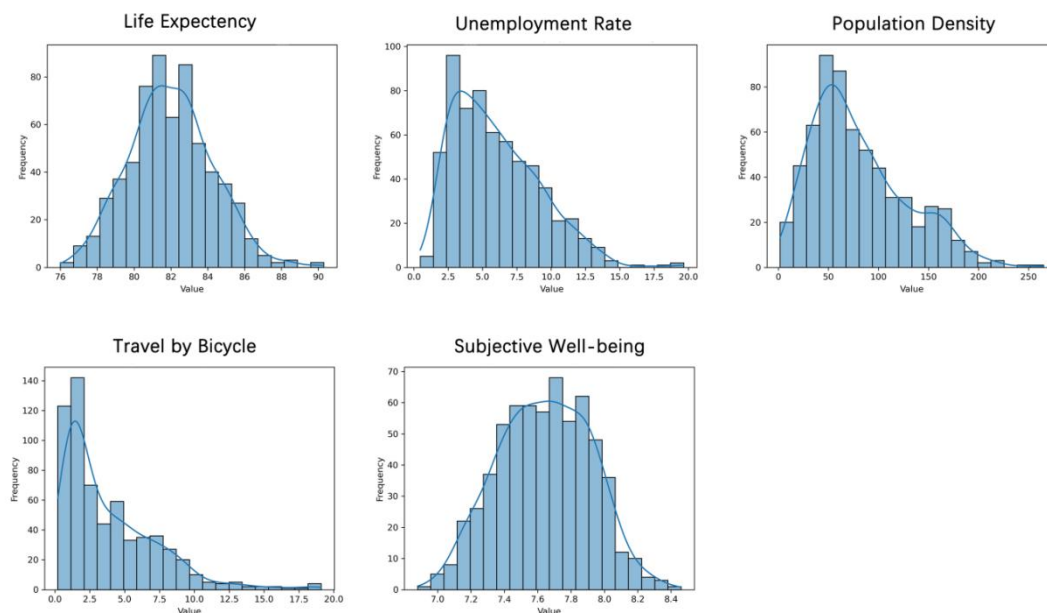 Life Expectency
Unemployment Rate
Population Density
Frequency
80
60
40
20
0
76 78 80 82 84 86 88 90
Value
Frequency
100
80
60
40
20
0
0.0 2.5 5.0 7.5 10.0 12.5 15.0 17.5 20.0
Value
Frequency
80
60
40
20
0
0 50 100 150 200 250
Value
Travel by Bicycle
Subjective Well-being
Frequency
140
120
100
80
60
40
20
0
0.0 2.5 5.0 7.5 10.0 12.5 15.0 17.5 20.0
Value
Frequency
70
60
50
40
30
20
10
0
7.0 7.2 7.4 7.6 7.8 8.0 8.2 8.4
Value